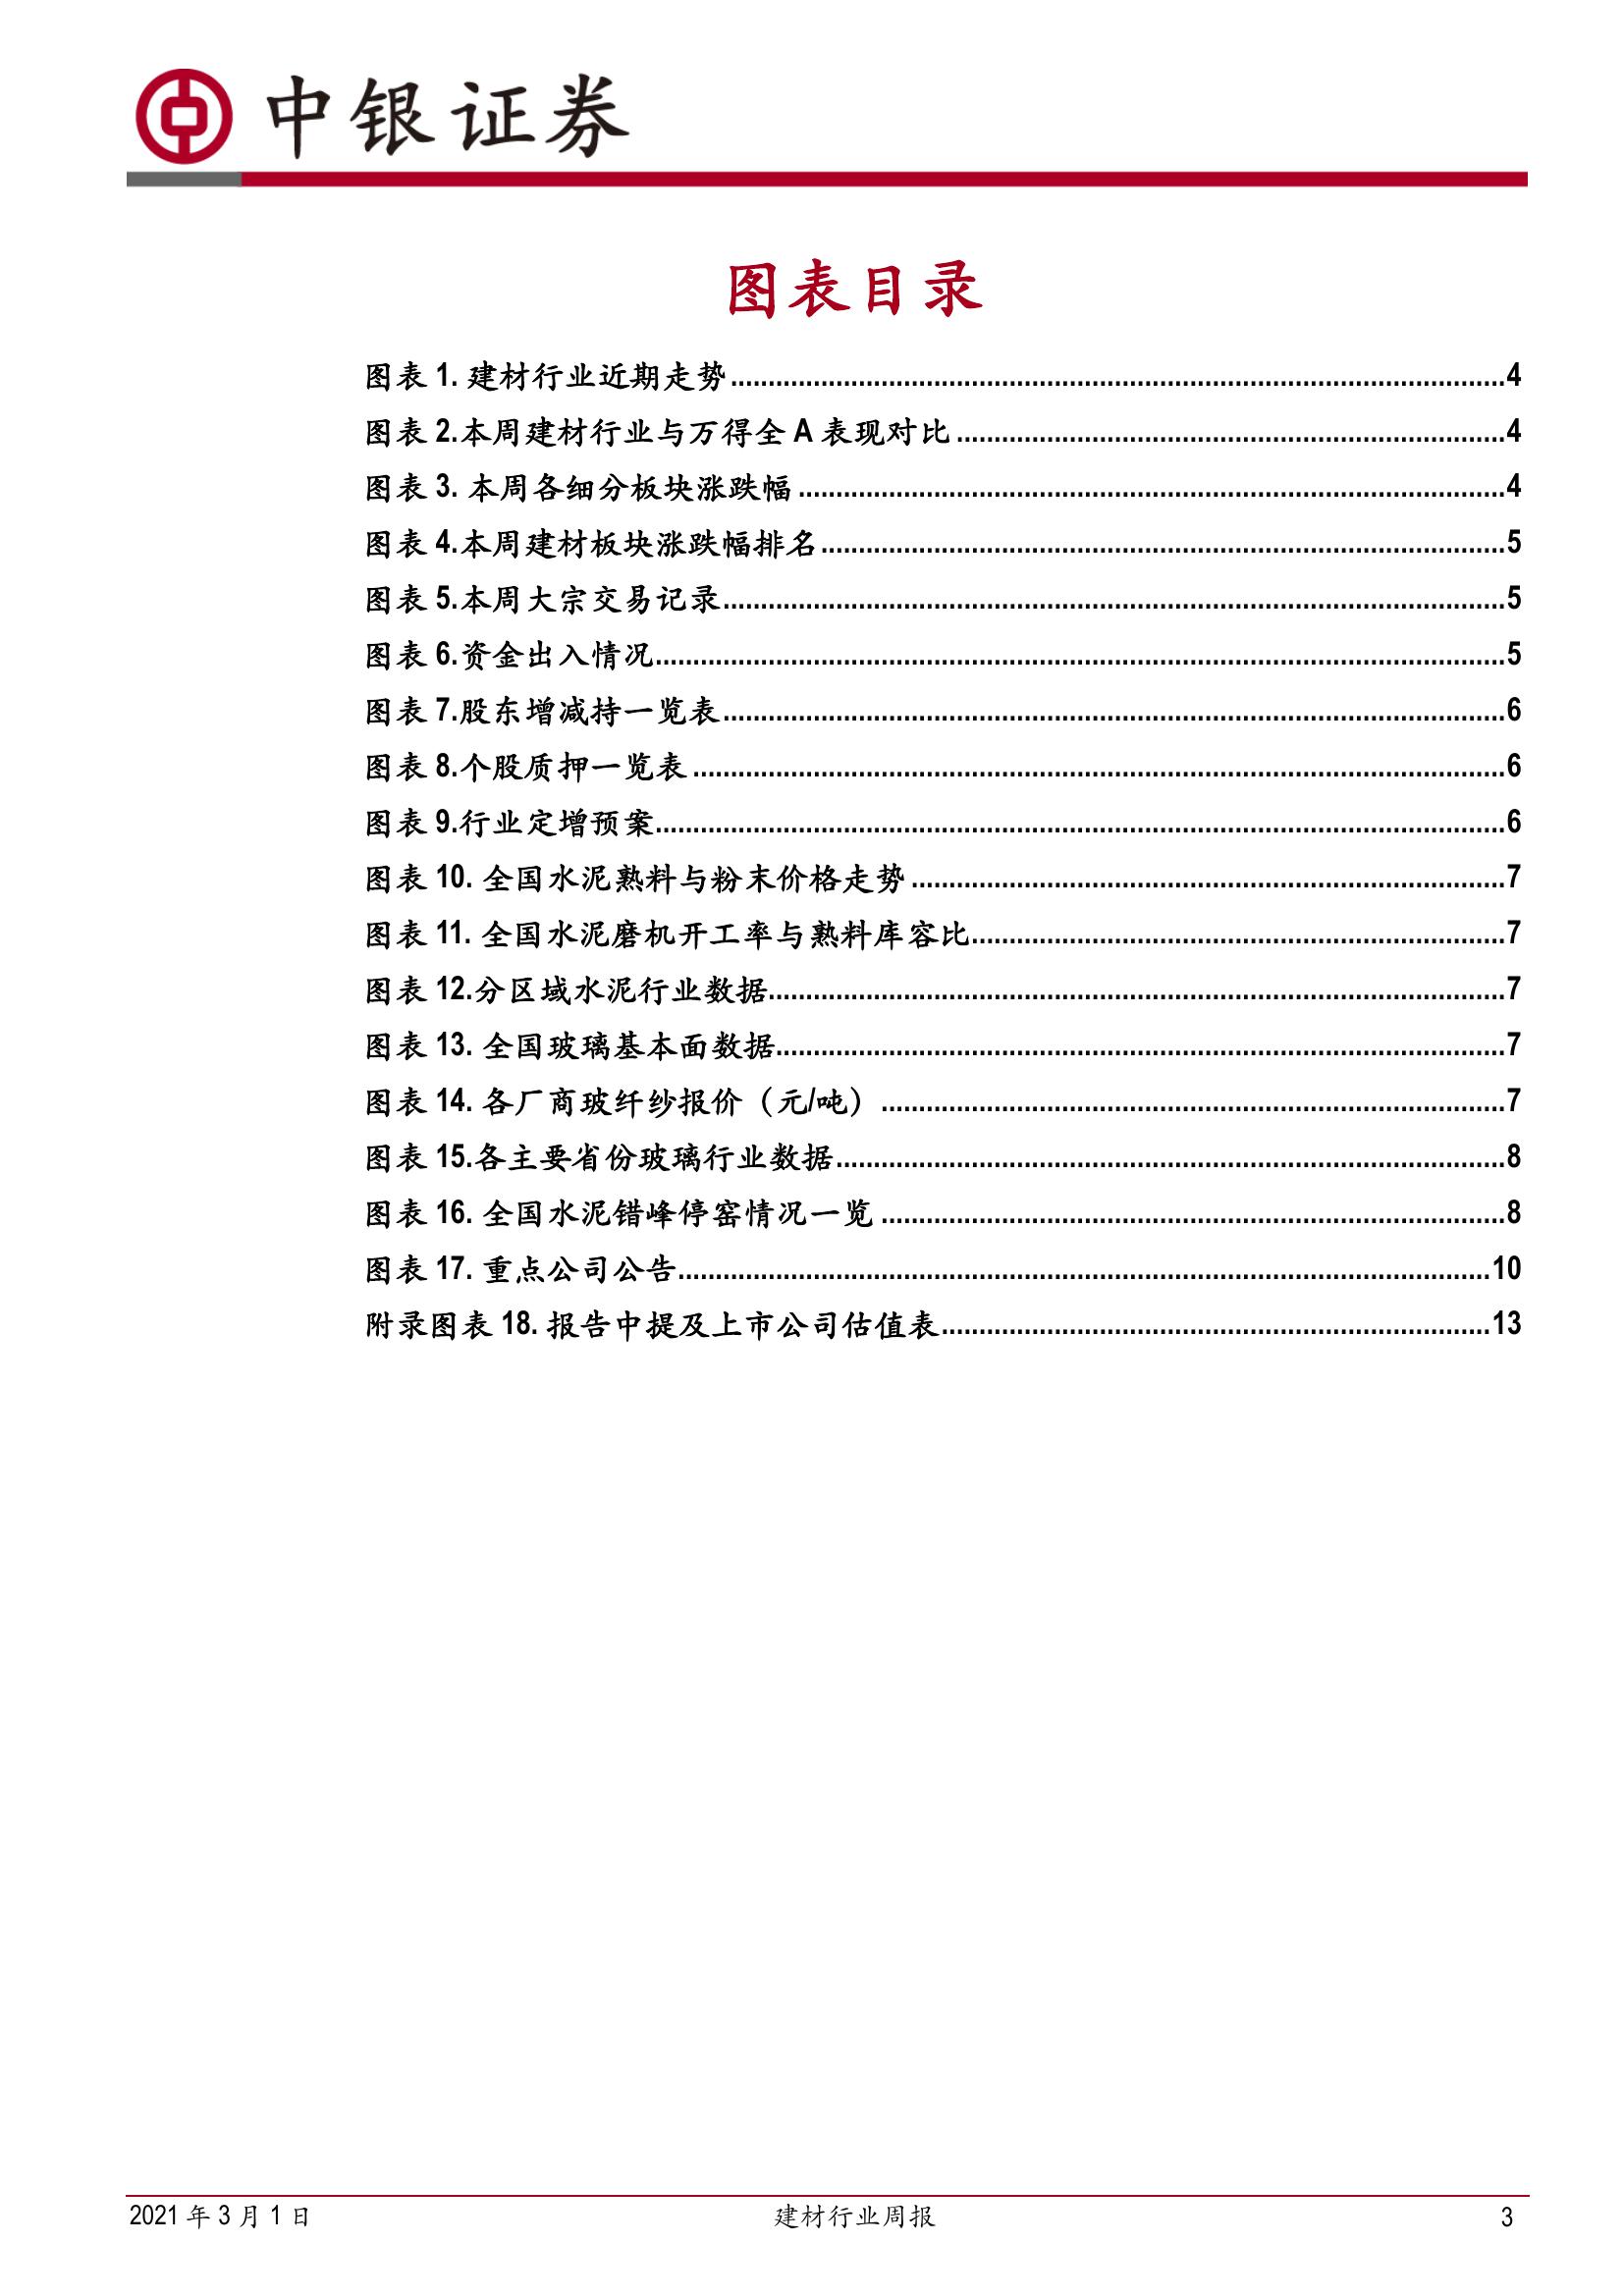 中银证券
图表目录
图表 1. 建材行业近期走势....................4
图表 2.本周建材行业与万得全 A 表现对比....................4
图表 3. 本周各细分板块涨跌幅....................4
图表 4.本周建材板块涨跌幅排名....................5
图表 5.本周大宗交易记录....................5
图表 6.资金出入情况....................5
图表 7.股东增减持一览表....................6
图表 8.个股质押一览表....................6
图表 9.行业定增预案....................6
图表 10. 全国水泥熟料与粉末价格走势....................7
图表 11. 全国水泥磨机开工率与熟料库容比....................7
图表 12.分区域水泥行业数据....................7
图表 13. 全国玻璃基本面数据....................7
图表 14. 各厂商玻纤纱报价（元/吨）....................7
图表 15.各主要省份玻璃行业数据....................8
图表 16. 全国水泥错峰停窑情况一览....................8
图表 17. 重点公司公告....................10
附录图表 18. 报告中提及上市公司估值表....................13
2021 年 3 月 1 日 建材行业周报 3